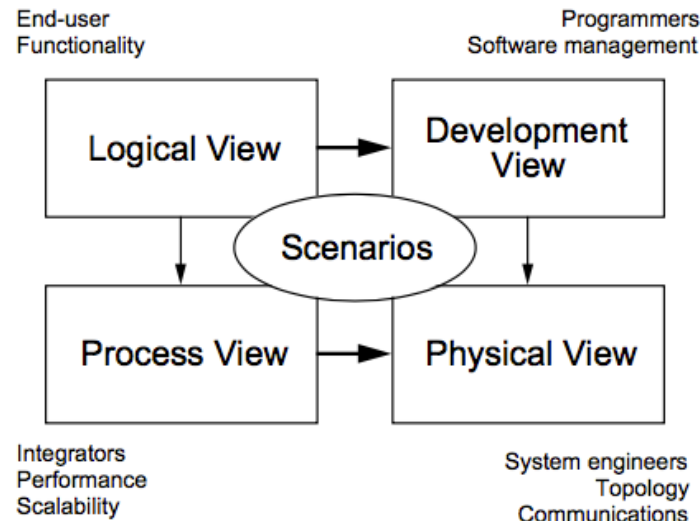 End-user
Functionality
Programmers
Software management
Logical View
Development
View
Scenarios
Process View
Physical View
Integrators
Performance
Scalability
System engineers
Topology
Communications